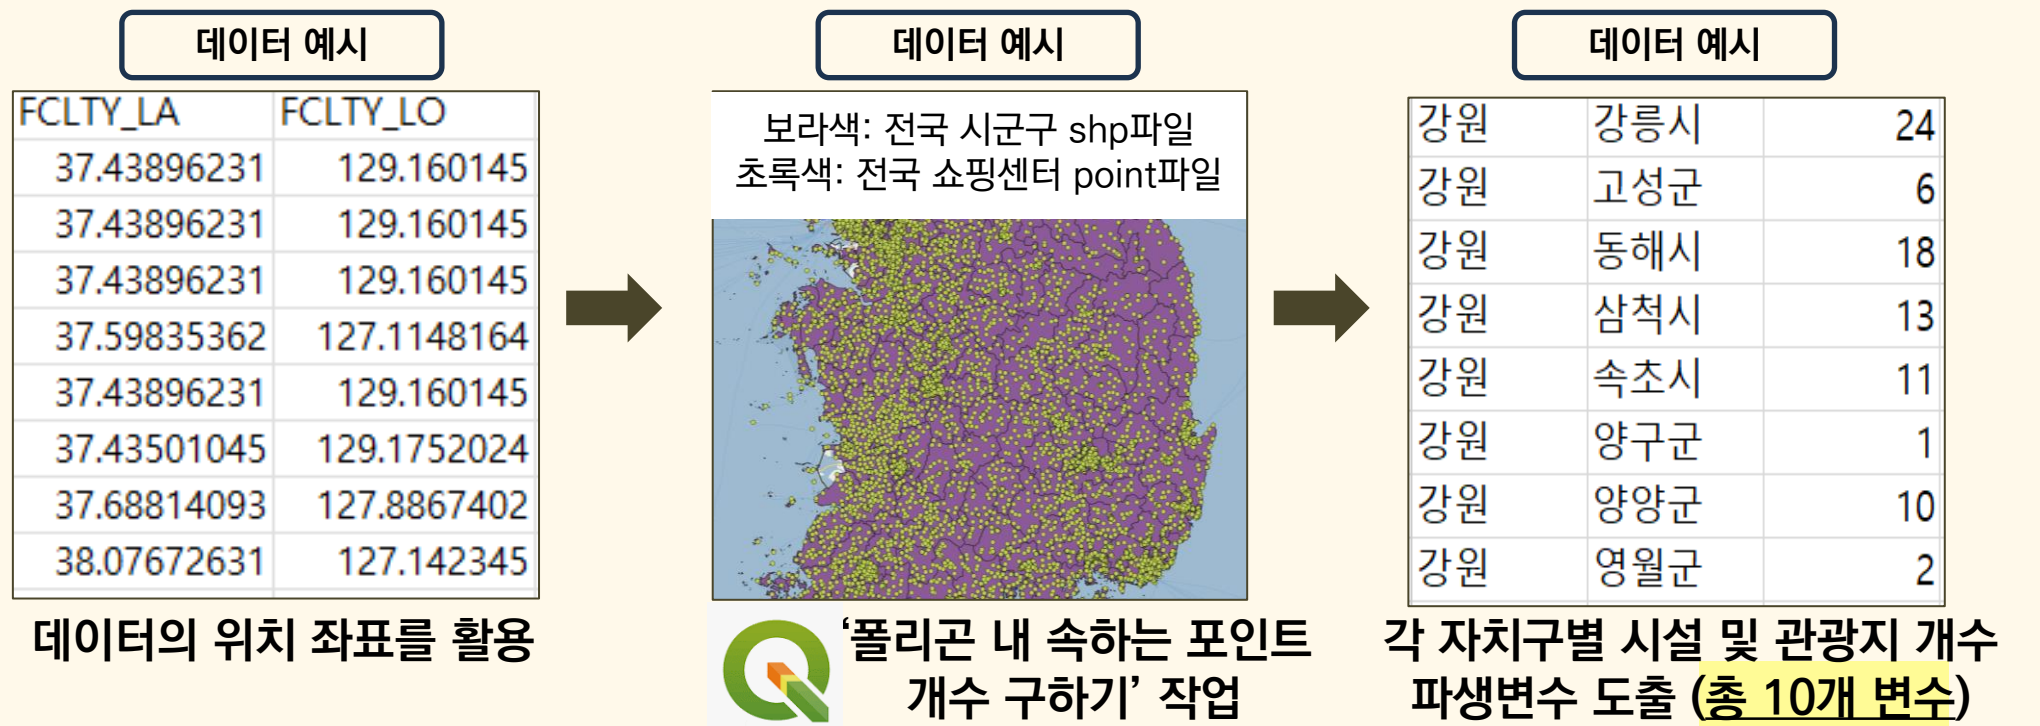 데이터 예시
FCLTY_LA FCLTY_LO
37.43896231 129.160145
37.43896231 129.160145
37.43896231 129.160145
37.59835362 127.1148164
37.43896231 129.160145
37.43501045 129.1752024
37.68814093 127.8867402
38.07672631 127.142345
데이터의 위치 좌표를 활용
데이터 예시
보라색: 전국 시군구 shp파일
초록색: 전국 쇼핑센터 point파일
‘폴리곤 내 속하는 포인트
개수 구하기’ 작업
데이터 예시
강원 강릉시 24
강원 고성군 6
강원 동해시 18
강원 삼척시 13
강원 속초시 11
강원 양구군 1
강원 양양군 10
강원 영월군 2
각 자치구별 시설 및 관광지 개수
파생변수 도출 (총 10개 변수)